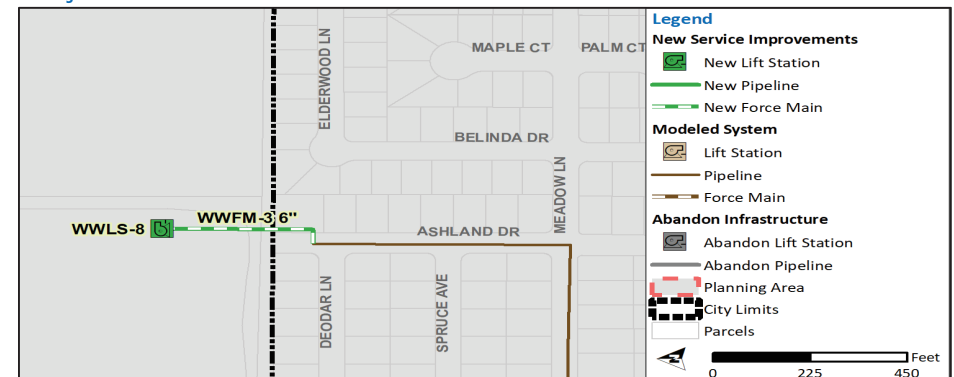 MAPLE CT
PALM CT
ELDERWOOD LN
BELINDA DR
MEADOW LN
WWLS-8
WWFM-3 6"
ASHLAND DR
DEODAR LN
SPRUCE AVE
Legend
New Service Improvements
New Lift Station
New Pipeline
New Force Main
Modeled System
Lift Station
Pipeline
Force Main
Abandon Infrastructure
Abandon Lift Station
Abandon Pipeline
Planning Area
City Limits
Parcels
Feet
0 225 450